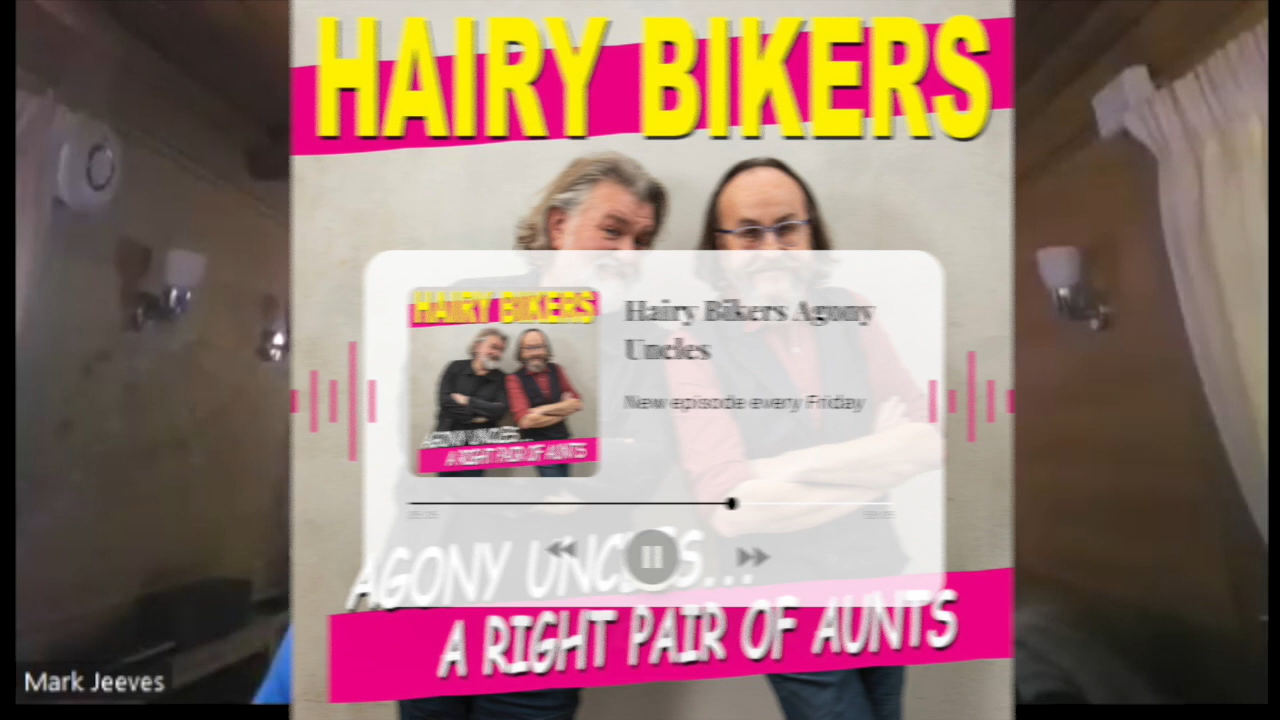 HAIRY BIKERS
HAIRY BIKERS
AGONY UNCLES...
A RIGHT PAIR OF AUNTS
Hairy Bikers Agony
Uncles
New episode every Friday
AGONY UNCLES...
A RIGHT PAIR OF AUNTS
Mark Jeeves